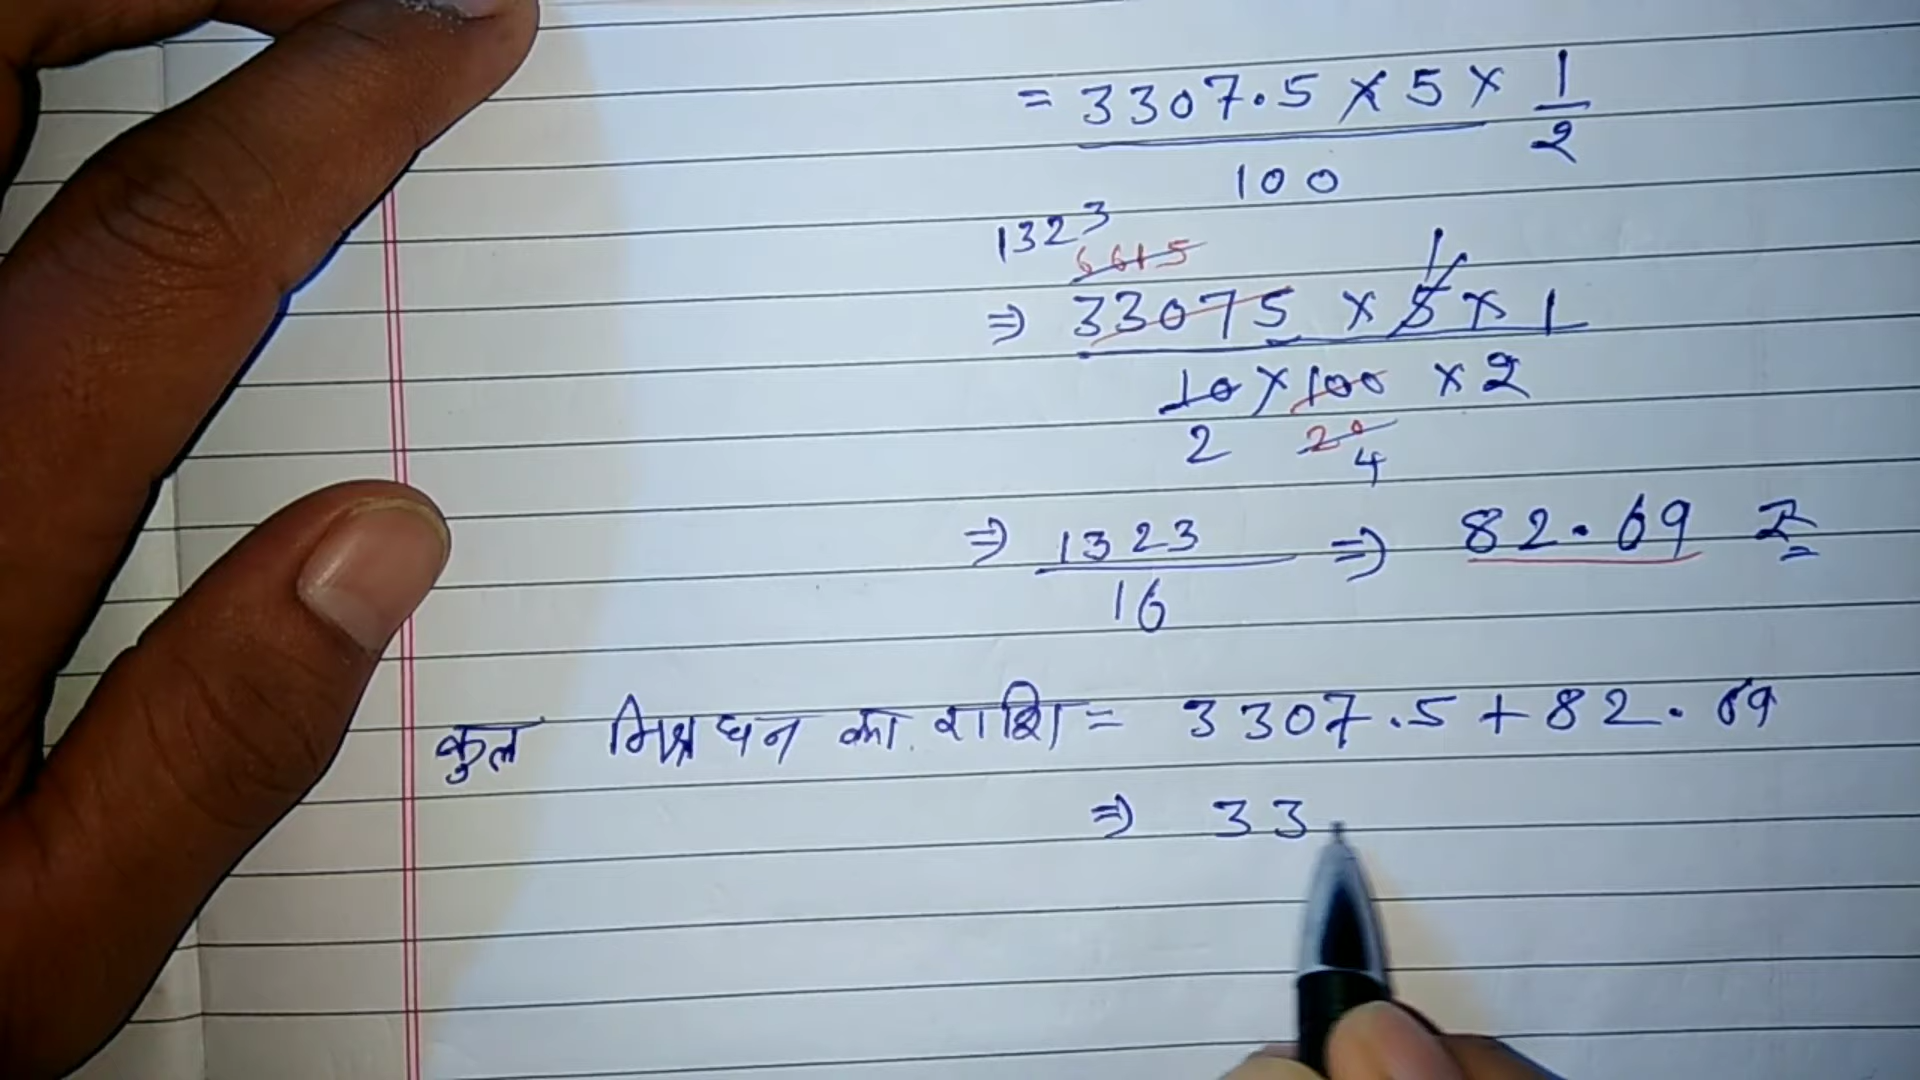 = 3307.5 × 5 × 1
2
100
1323
6615
1
⇒ 33075 × 5 × 1
10 × 100 × 2
2 20
4
⇒ 1323 ⇒ 82.69 ₹
16
कुल मिश्रधन का राशि = 3307.5 + 82.69
⇒ 33